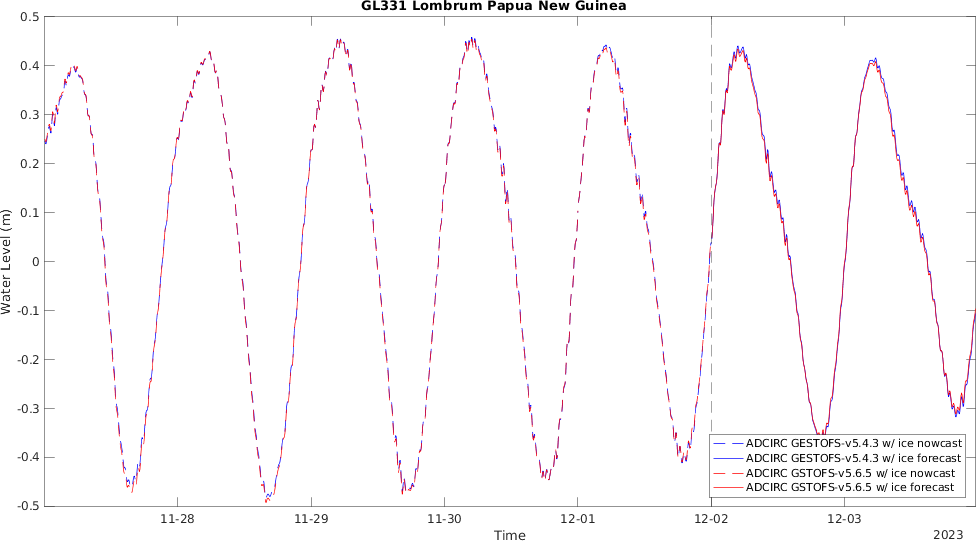 GL331 Lombrum Papua New Guinea
0.5
0.4
0.3
0.2
0.1
0
-0.1
-0.2
-0.3
-0.4
-0.5
Water Level (m)
11-28 11-29 11-30 12-01 12-02 12-03
Time
2023
ADCIRC GESTOFS-v5.4.3 w/ ice nowcast
ADCIRC GESTOFS-v5.4.3 w/ ice forecast
ADCIRC GSTOFS-v5.6.5 w/ ice nowcast
ADCIRC GSTOFS-v5.6.5 w/ ice forecast